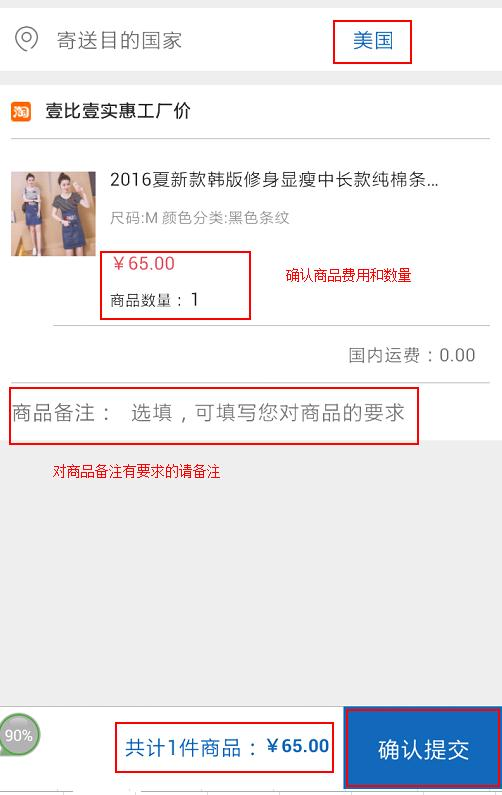 寄送目的国家
美国
淘 壹比壹实惠工厂价
2016夏新款韩版修身显瘦中长款纯棉条...
尺码:M 颜色分类:黑色条纹
¥65.00
确认商品费用和数量
商品数量：1
国内运费：0.00
商品备注： 选填，可填写您对商品的要求
对商品备注有要求的请备注
90%
共计1件商品：¥65.00
确认提交